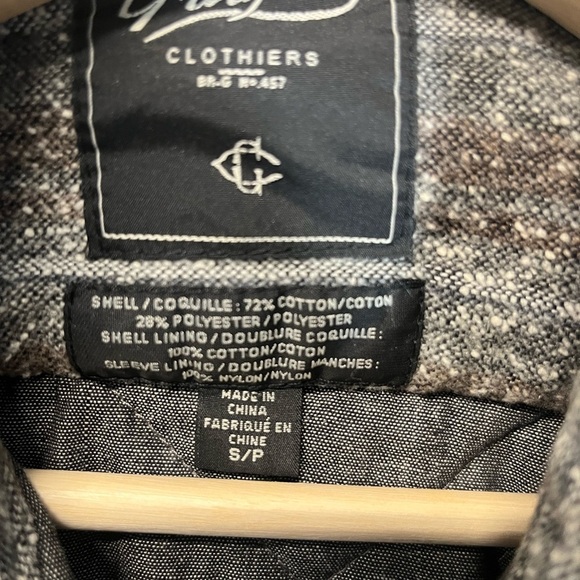 CLOTHIERS
BR-G Nº.457
SHELL/COQUILLE: 72% COTTON/COTON
28% POLYESTER/POLYESTER
SHELL LINING/DOUBLURE COQUILLE:
100% COTTON/COTON
SLEEVE LINING/DOUBLURE MANCHES:
100% NYLON/NYLON
MADE IN
CHINA
FABRIQUÉ EN
CHINE
S/P